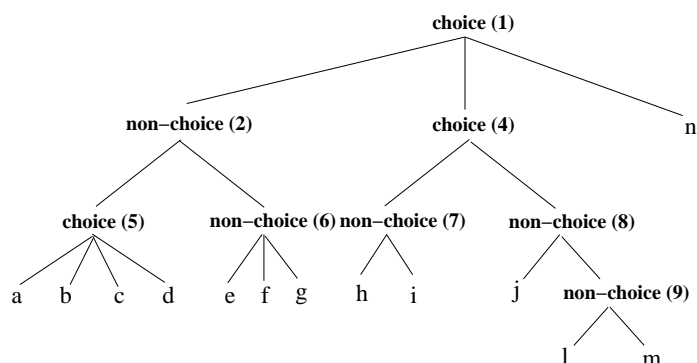 choice (1)
non−choice (2) choice (4) n
choice (5) non−choice (6) non−choice (7) non−choice (8)
a b c d e f g h i j non−choice (9)
l m